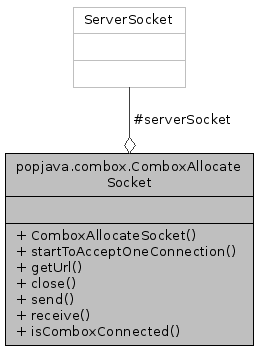 ServerSocket
#serverSocket
popjava.combox.ComboxAllocate
Socket
+ ComboxAllocateSocket()
+ startToAcceptOneConnection()
+ getUrl()
+ close()
+ send()
+ receive()
+ isComboxConnected()